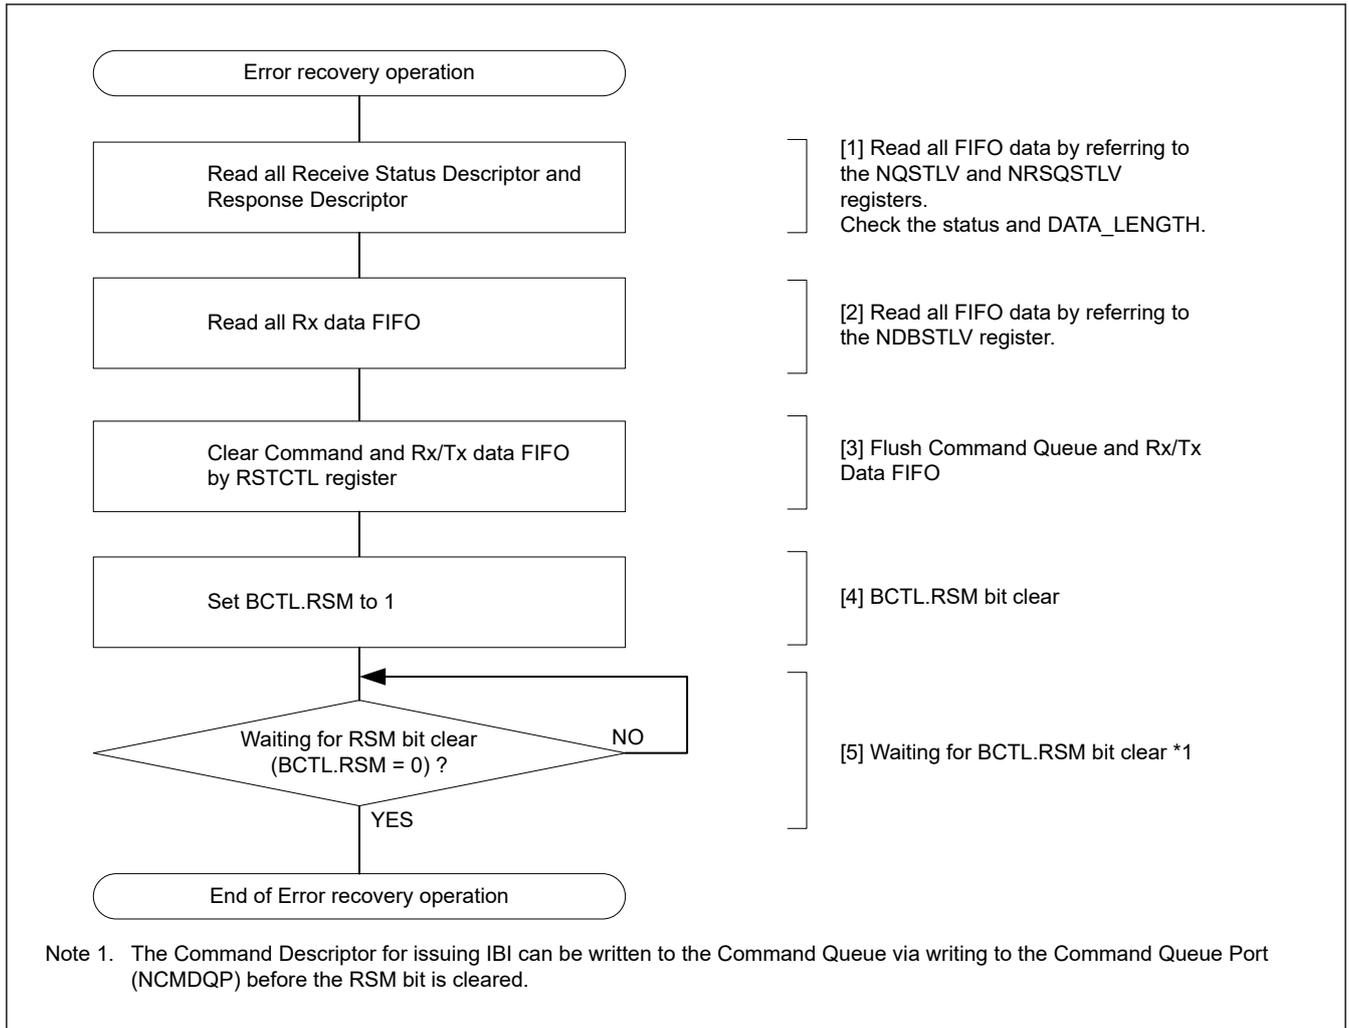 Error recovery operation
Read all Receive Status Descriptor and
Response Descriptor
[1] Read all FIFO data by referring to
the NQSTLV and NRSQSTLV
registers.
Check the status and DATA_LENGTH.
Read all Rx data FIFO
[2] Read all FIFO data by referring to
the NDBSTLV register.
Clear Command and Rx/Tx data FIFO
by RSTCTL register
[3] Flush Command Queue and Rx/Tx
Data FIFO
Set BCTL.RSM to 1
[4] BCTL.RSM bit clear
Waiting for RSM bit clear
(BCTL.RSM = 0) ?
NO
[5] Waiting for BCTL.RSM bit clear *1
YES
End of Error recovery operation
Note 1. The Command Descriptor for issuing IBI can be written to the Command Queue via writing to the Command Queue Port
(NCMDQP) before the RSM bit is cleared.